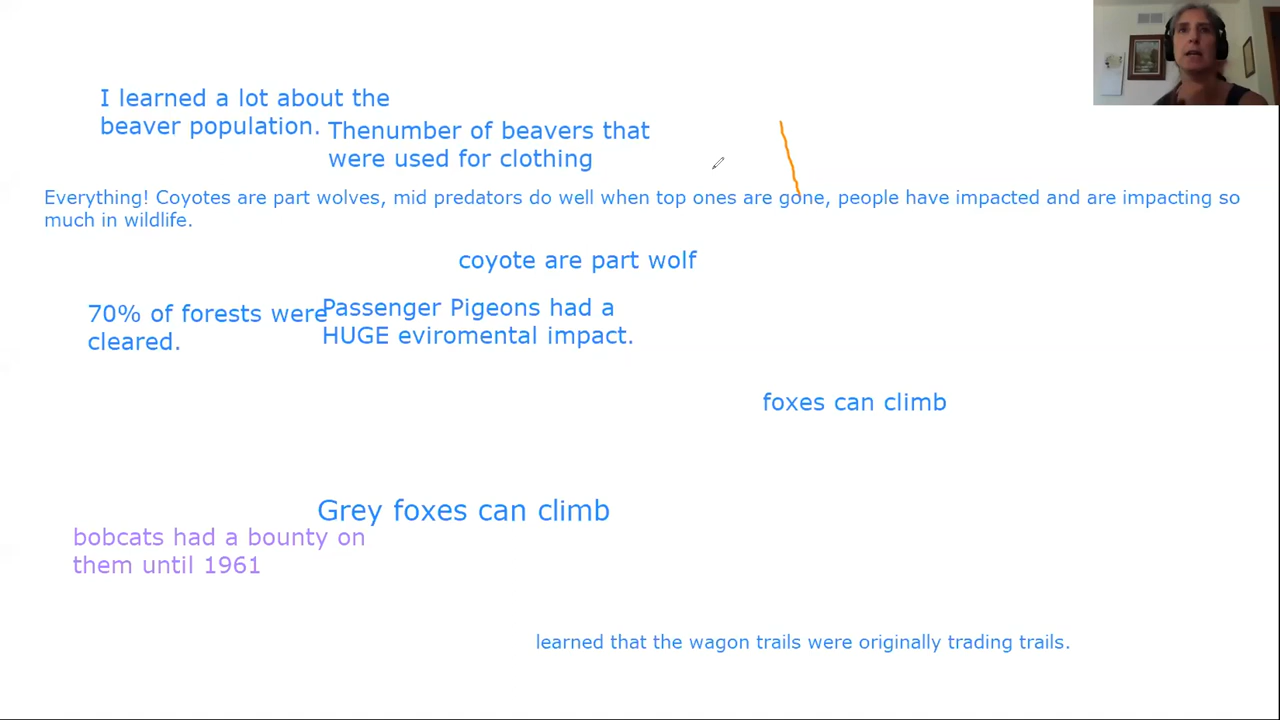 I learned a lot about the
beaver population.
Thenumber of beavers that
were used for clothing
Everything! Coyotes are part wolves, mid predators do well when top ones are gone, people have impacted and are impacting so
much in wildlife.
coyote are part wolf
70% of forests were
cleared.
Passenger Pigeons had a
HUGE eviromental impact.
foxes can climb
Grey foxes can climb
bobcats had a bounty on
them until 1961
learned that the wagon trails were originally trading trails.